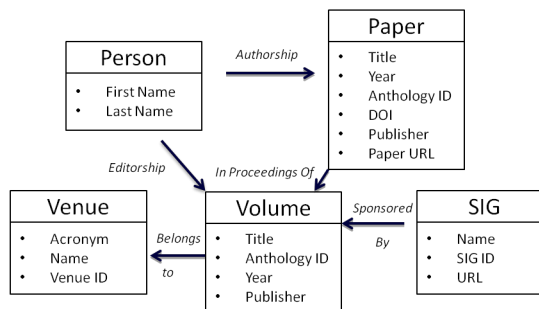 Person
• First Name
• Last Name
Authorship
Paper
• Title
• Year
• Anthology ID
• DOI
• Publisher
• Paper URL
Editorship
In Proceedings Of
Venue
• Acronym
• Name
• Venue ID
Belongs
to
Volume
• Title
• Anthology ID
• Year
• Publisher
Sponsored
By
SIG
• Name
• SIG ID
• URL